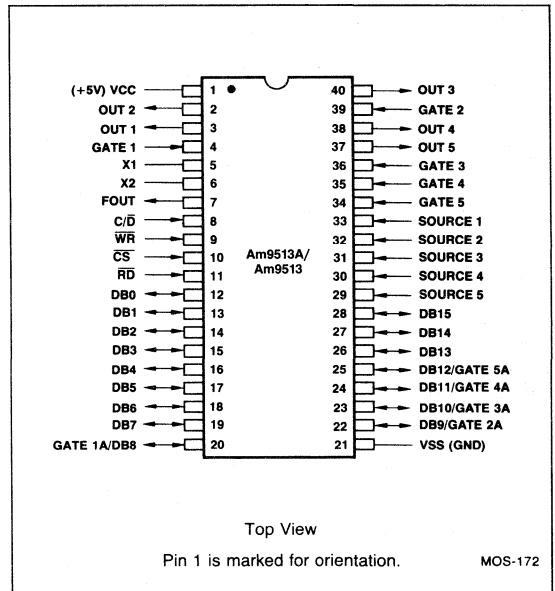 (+5V) VCC 1 40 OUT 3
OUT 2 2 39 GATE 2
OUT 1 3 38 OUT 4
GATE 1 4 37 OUT 5
X1 5 36 GATE 3
X2 6 35 GATE 4
FOUT 7 34 GATE 5
C/D̅ 8 33 SOURCE 1
W̅R̅ 9 32 SOURCE 2
C̅S̅ 10 Am9513A/ 31 SOURCE 3
R̅D̅ 11 Am9513 30 SOURCE 4
DB0 12 29 SOURCE 5
DB1 13 28 DB15
DB2 14 27 DB14
DB3 15 26 DB13
DB4 16 25 DB12/GATE 5A
DB5 17 24 DB11/GATE 4A
DB6 18 23 DB10/GATE 3A
DB7 19 22 DB9/GATE 2A
GATE 1A/DB8 20 21 VSS (GND)
Top View
Pin 1 is marked for orientation. MOS-172